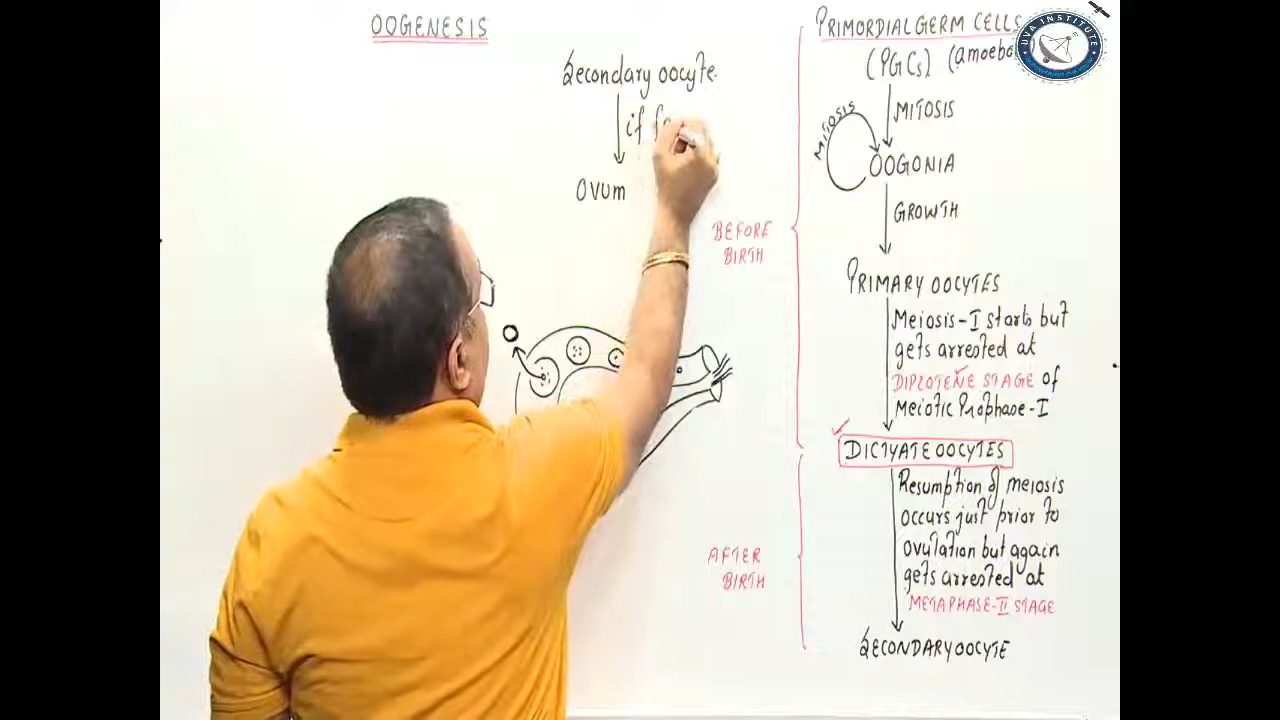 OOGENESIS
Secondary oocyte
if
Ovum
PRIMORDIAL GERM CELLS
(PGCs)
MITOSIS
MITOSIS
OOGONIA
GROWTH
BEFORE
BIRTH
PRIMARY OOCYTES
Meiosis-I starts but
gets arrested at
DIPLOTENE STAGE of
Meiotic Prophase-I
DICTYATE OOCYTES
Resumption of meiosis
occurs just prior to
ovulation but again
gets arrested at
METAPHASE-II STAGE
AFTER
BIRTH
SECONDARY OOCYTE
UVA INSTITUTE